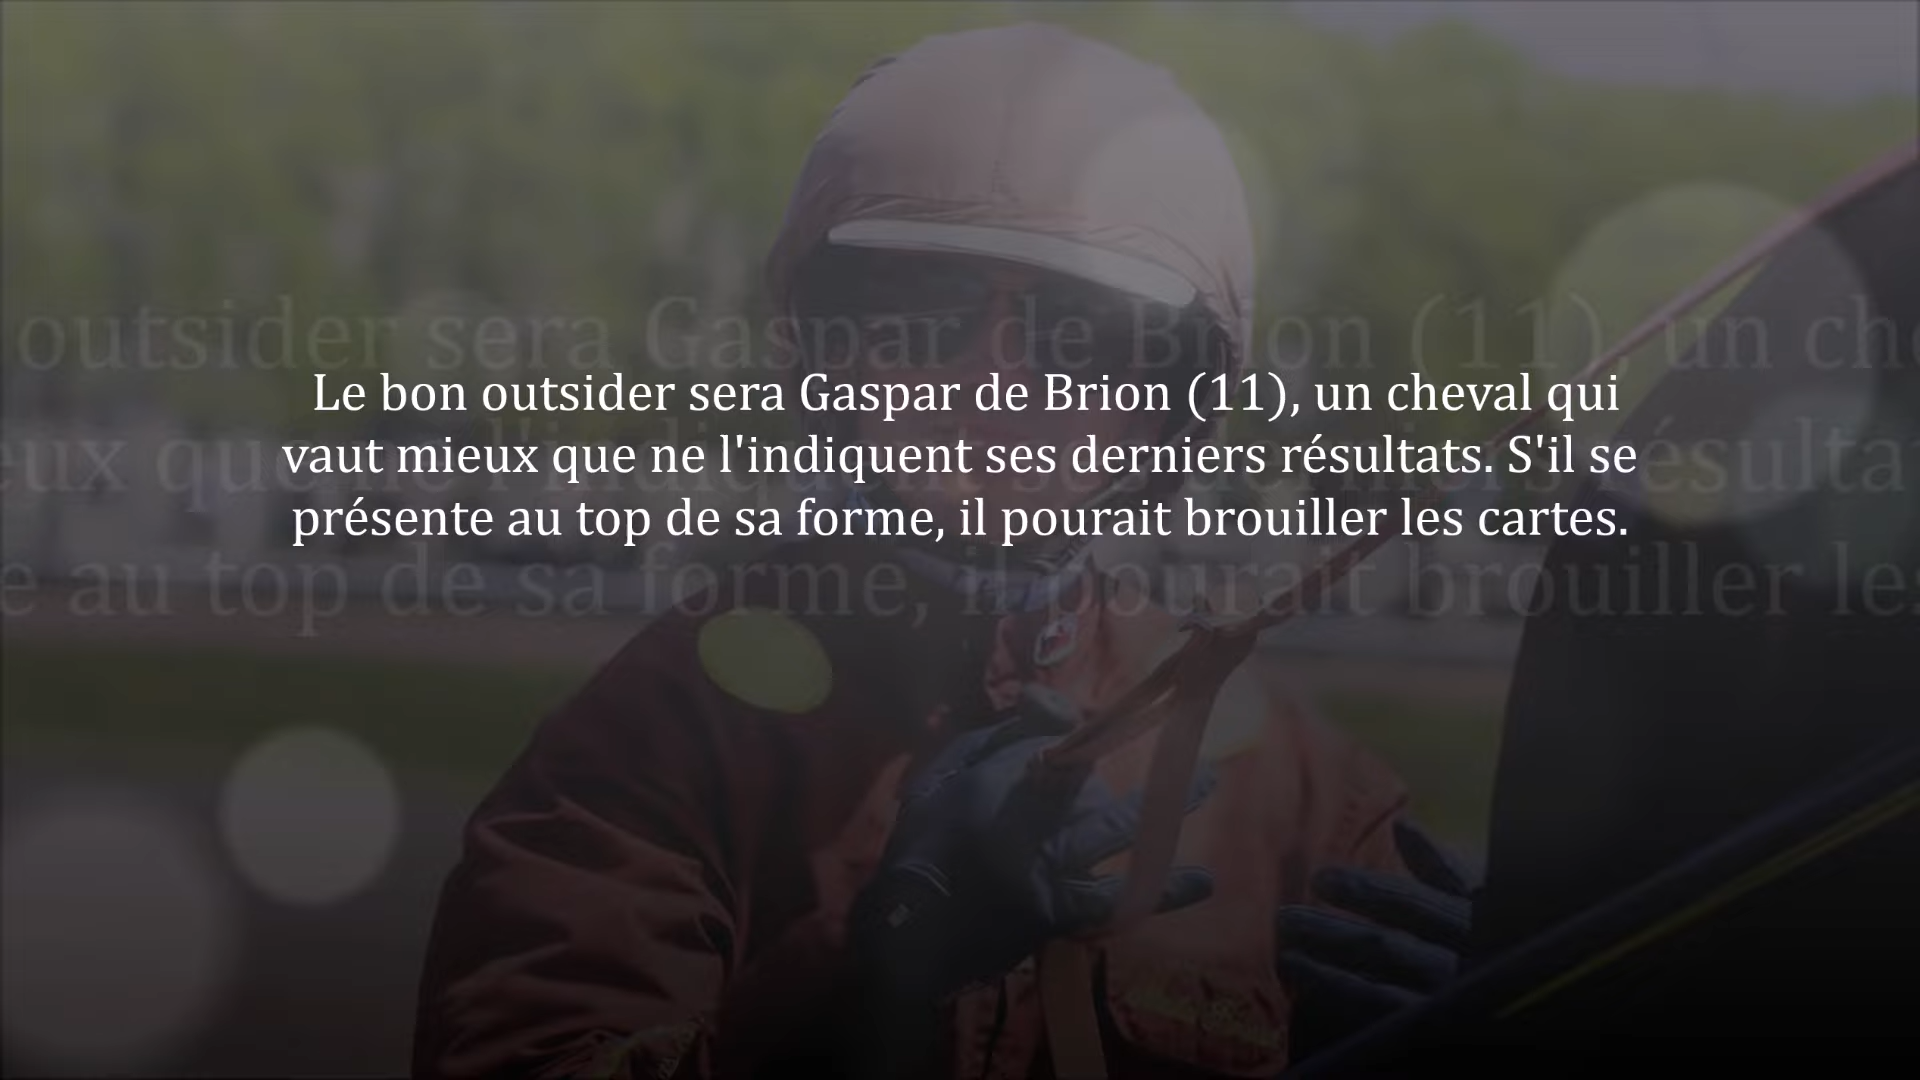 Le bon outsider sera Gaspar de Brion (11), un cheval qui
vaut mieux que ne l'indiquent ses derniers résultats. S'il se
présente au top de sa forme, il pourait brouiller les cartes.